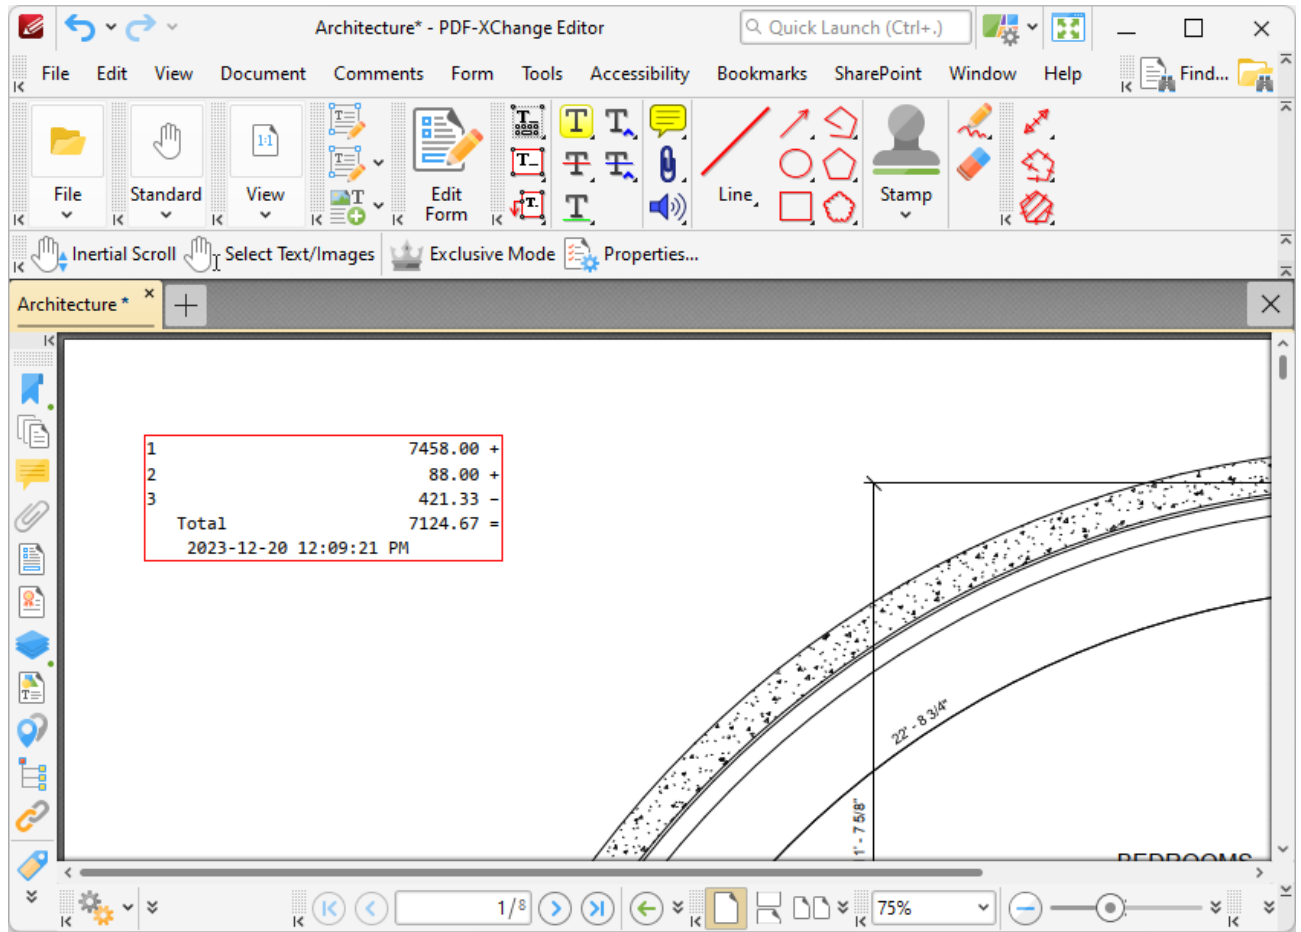 Architecture* - PDF-XChange Editor
Quick Launch (Ctrl+.)
File Edit View Document Comments Form Tools Accessibility Bookmarks SharePoint Window Help Find...
1:1
File Standard View Edit Form Line Stamp
Inertial Scroll Select Text/Images Exclusive Mode Properties...
Architecture *
1 7458.00 +
2 88.00 +
3 421.33 −
Total 7124.67 =
2023-12-20 12:09:21 PM
22' - 8 3/4"
1' - 7 5/8"
BEDROOMS
1/8
75%